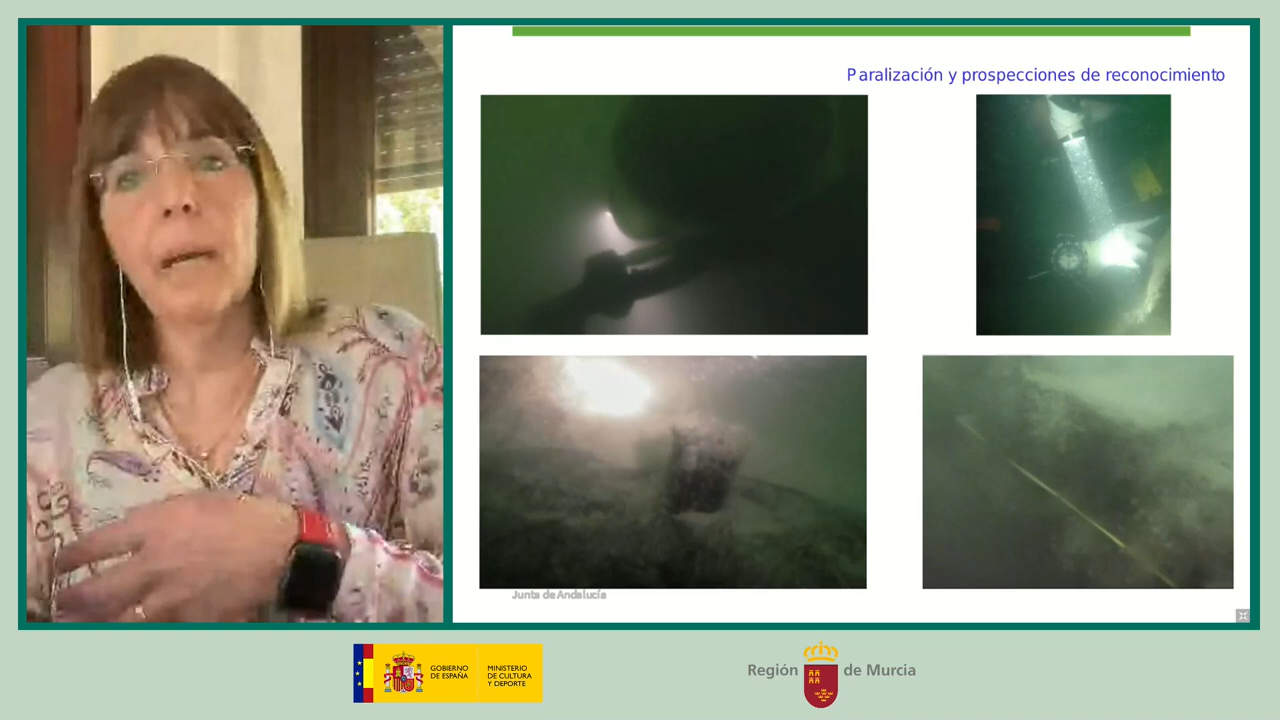 Paralización y prospecciones de reconocimiento
Junta de Andalucía
GOBIERNO
DE ESPAÑA
MINISTERIO
DE CULTURA
Y DEPORTE
Región de Murcia